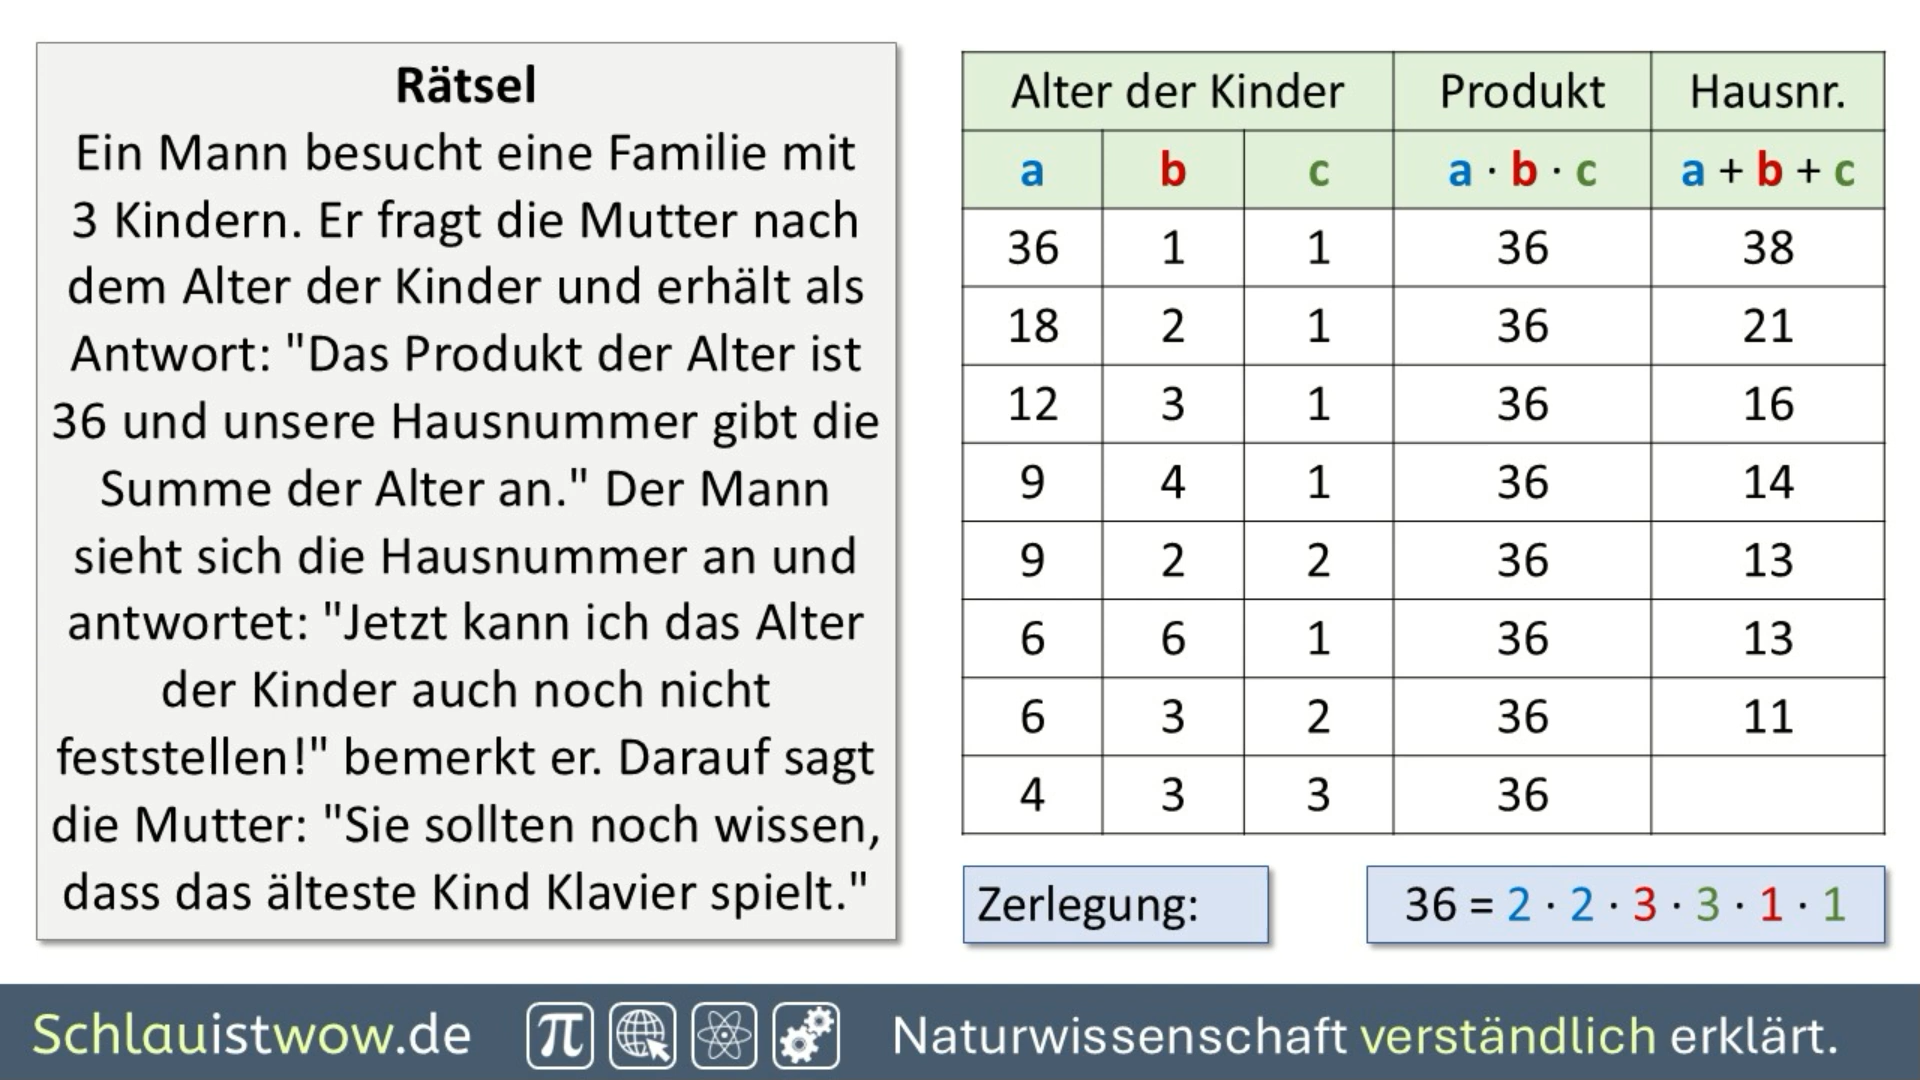 Rätsel
Ein Mann besucht eine Familie mit
3 Kindern. Er fragt die Mutter nach
dem Alter der Kinder und erhält als
Antwort: "Das Produkt der Alter ist
36 und unsere Hausnummer gibt die
Summe der Alter an." Der Mann
sieht sich die Hausnummer an und
antwortet: "Jetzt kann ich das Alter
der Kinder auch noch nicht
feststellen!" bemerkt er. Darauf sagt
die Mutter: "Sie sollten noch wissen,
dass das älteste Kind Klavier spielt."
Alter der Kinder Produkt Hausnr.
a b c a · b · c a + b + c
36 1 1 36 38
18 2 1 36 21
12 3 1 36 16
9 4 1 36 14
9 2 2 36 13
6 6 1 36 13
6 3 2 36 11
4 3 3 36
Zerlegung: 36 = 2 · 2 · 3 · 3 · 1 · 1
Schlauistwow.de π Naturwissenschaft verständlich erklärt.